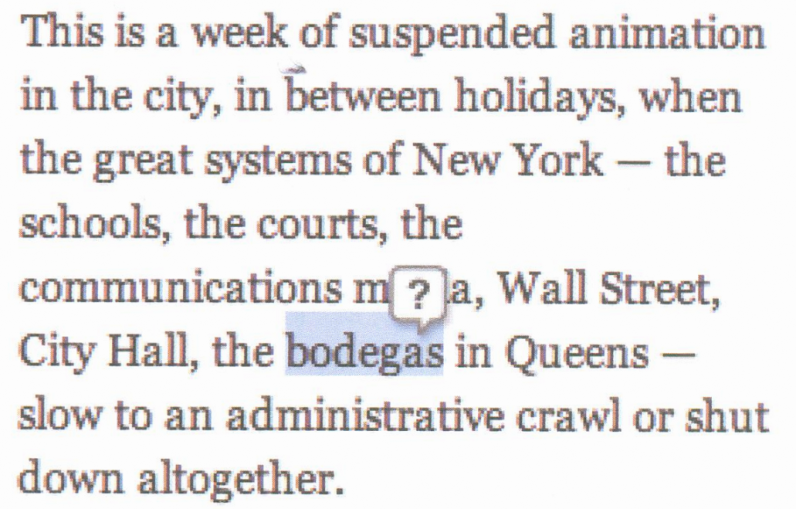 This is a week of suspended animation
in the city, in between holidays, when
the great systems of New York — the
schools, the courts, the
communications ? Wall Street,
City Hall, the bodegas in Queens —
slow to an administrative crawl or shut
down altogether.